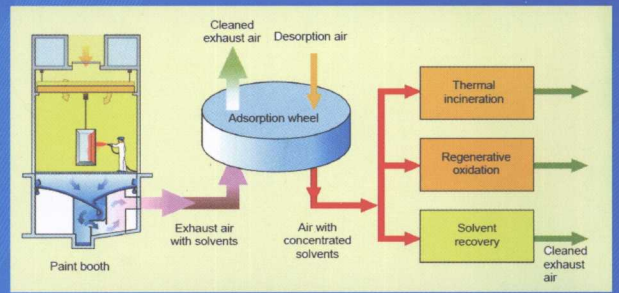 Cleaned
exhaust air
Desorption air
Adsorption wheel
Thermal
incineration
Regenerative
oxidation
Solvent
recovery
Exhaust air
with solvents
Air with
concentrated
solvents
Cleaned
exhaust
air
Paint booth